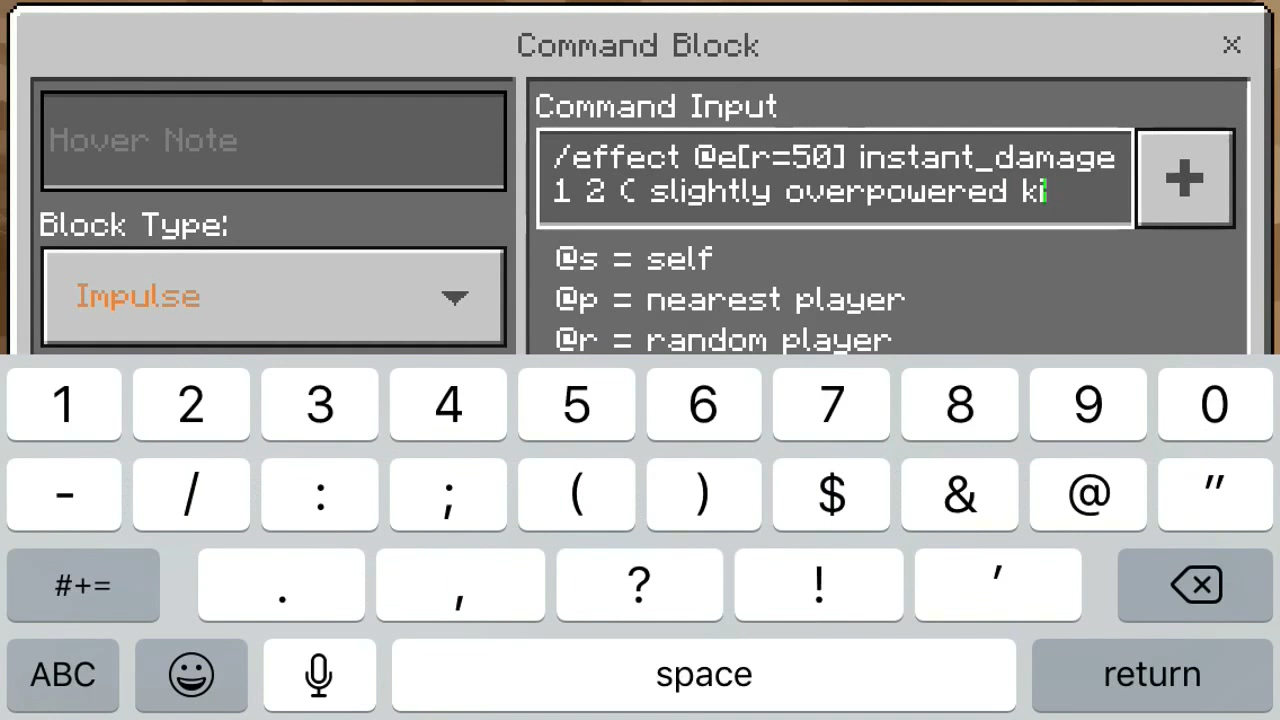 Command Block
Hover Note
Block Type:
Impulse
Command Input
/effect @e[r=50] instant_damage
1 2 ( slightly overpowered ki
@s = self
@p = nearest player
@r = random player
1 2 3 4 5 6 7 8 9 0
- / : ; ( ) $ & @ "
#+= . , ? ! '
ABC space return